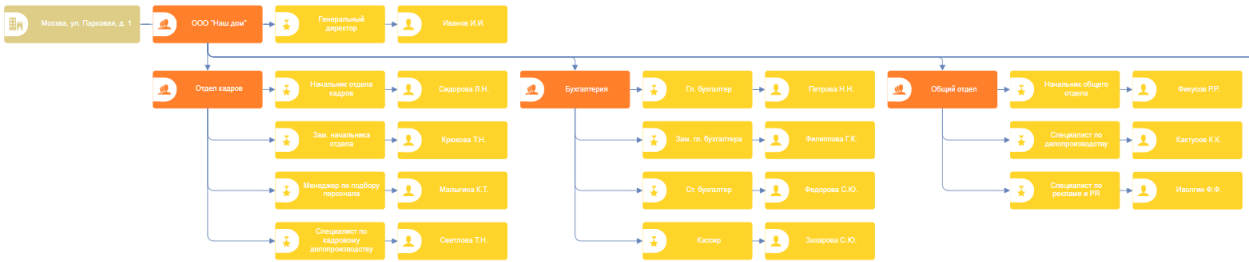 Москва, ул. Парковая, д. 1
ООО "Наш дом"
Генеральный
директор
Иванов И.И.
Отдел кадров
Начальник отдела
кадров
Сидорова Л.Н.
Бухгалтерия
Гл. бухгалтер
Петрова Н.Н.
Общий отдел
Начальник общего
отдела
Фикусов Р.Р.
Зам. начальника
отдела
Крюкова Т.Н.
Зам. гл. бухгалтера
Филиппова Г.К.
Специалист по
делопроизводству
Кактусов К.К.
Менеджер по подбору
персонала
Малыгина К.Т.
Ст. бухгалтер
Федорова С.Ю.
Специалист по
рекламе и PR
Иволгин Ф.Ф.
Специалист по
кадровому
делопроизводству
Светлова Т.Н.
Кассир
Захарова С.Ю.